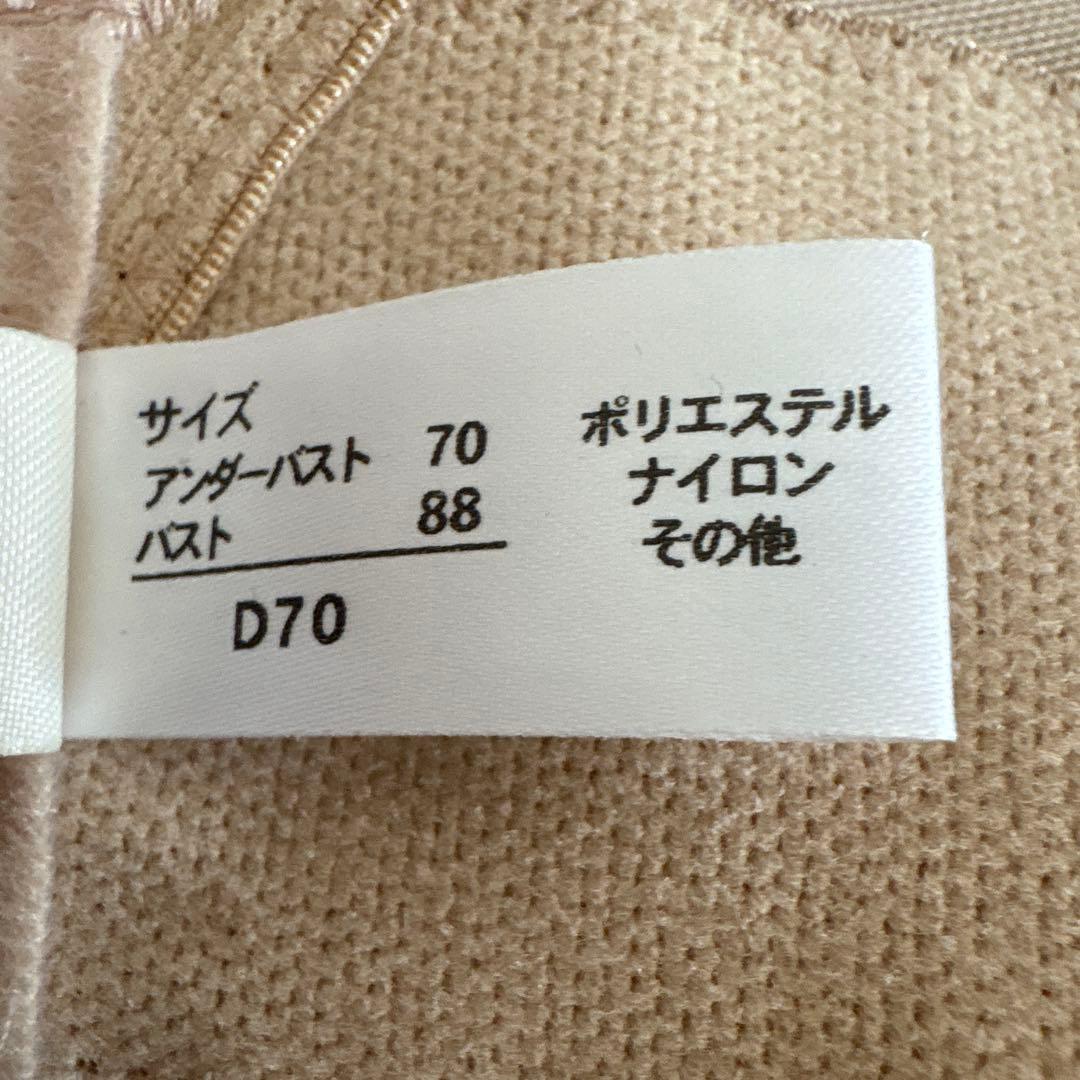 サイズ
アンダーバスト 70
バスト 88
D70
ポリエステル
ナイロン
その他